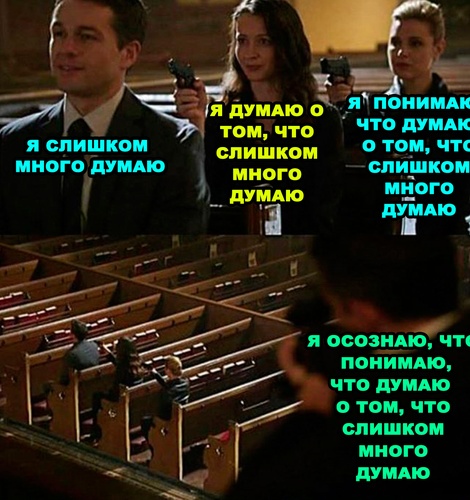 Я СЛИШКОМ
МНОГО ДУМАЮ
Я ДУМАЮ О
ТОМ, ЧТО
СЛИШКОМ
МНОГО
ДУМАЮ
Я ПОНИМАЮ
ЧТО ДУМАЮ
О ТОМ, ЧТО
СЛИШКОМ
МНОГО
ДУМАЮ
Я ОСОЗНАЮ, ЧТО
ПОНИМАЮ,
ЧТО ДУМАЮ
О ТОМ, ЧТО
СЛИШКОМ
МНОГО
ДУМАЮ